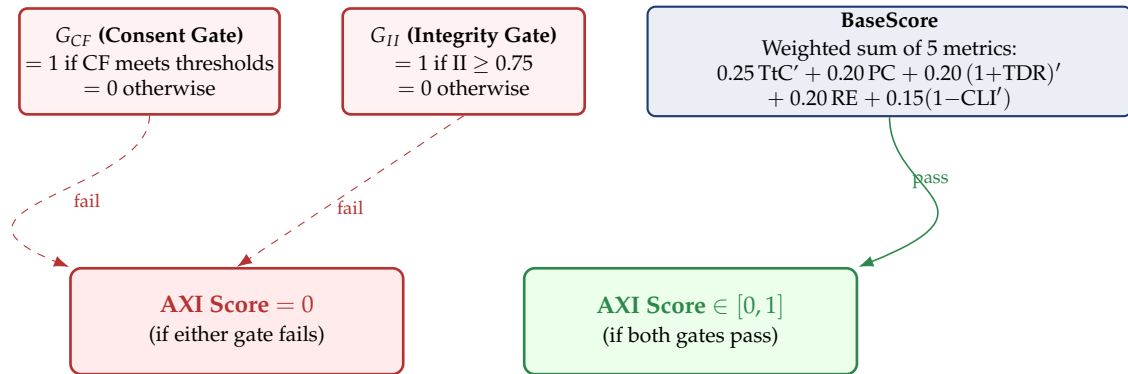 G_CF (Consent Gate)
= 1 if CF meets thresholds
= 0 otherwise
G_II (Integrity Gate)
= 1 if II ≥ 0.75
= 0 otherwise
BaseScore
Weighted sum of 5 metrics:
0.25 TtC′ + 0.20 PC + 0.20 (1+TDR)′
+ 0.20 RE + 0.15(1−CLI′)
fail
fail
pass
AXI Score = 0
(if either gate fails)
AXI Score ∈ [0, 1]
(if both gates pass)